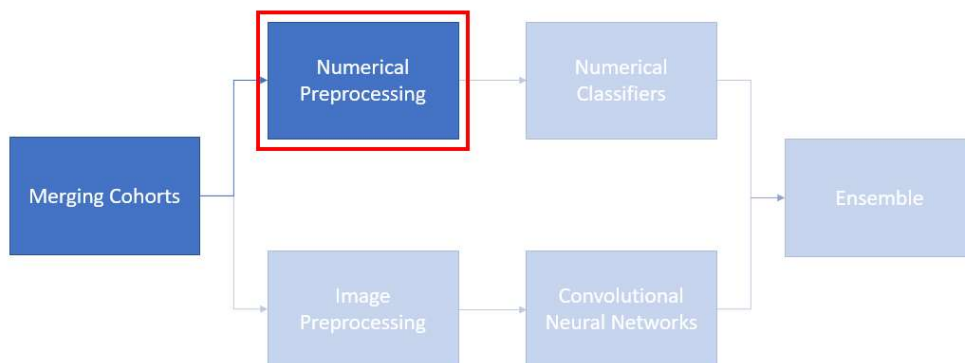 Numerical
Preprocessing
Numerical
Classifiers
Merging Cohorts
Ensemble
Image
Preprocessing
Convolutional
Neural Networks